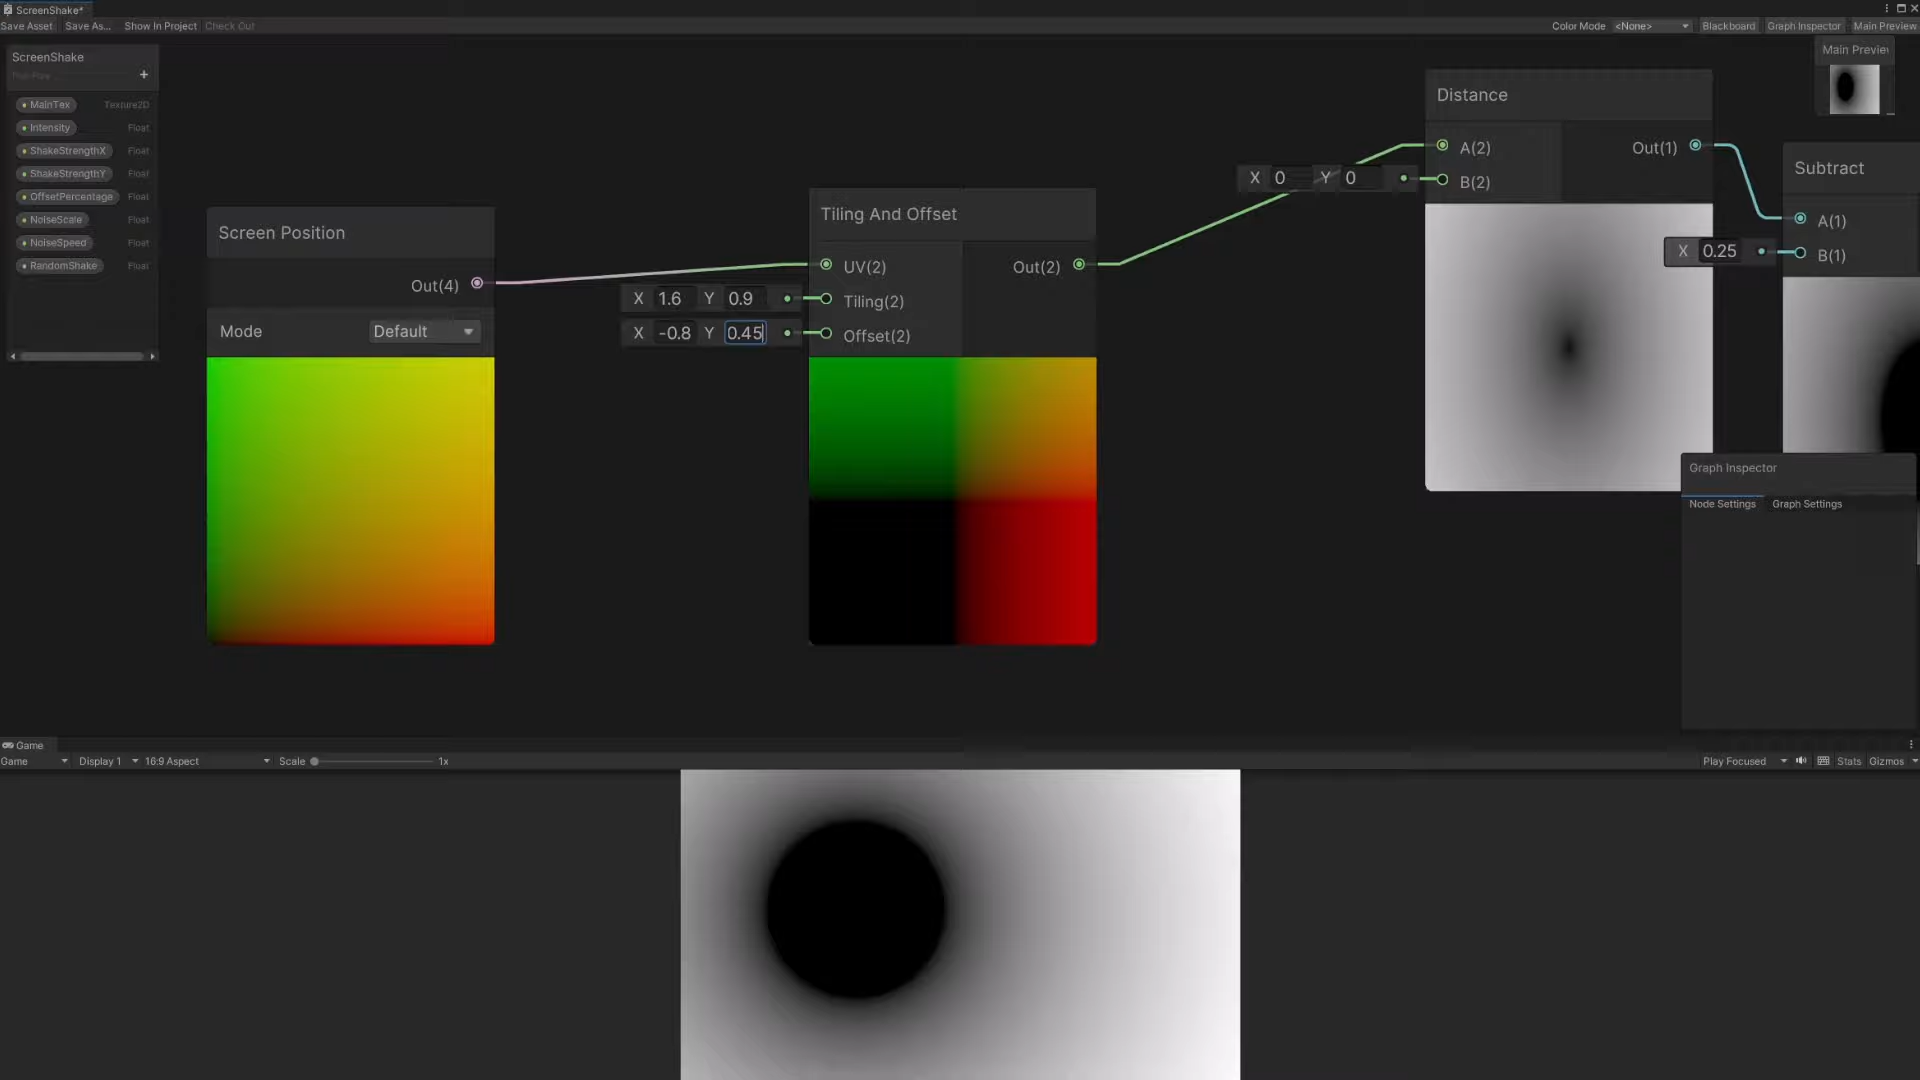 ScreenShake*
Save Asset Save As... Show In Project Check Out
Color Mode <None> Blackboard Graph Inspector Main Preview
ScreenShake
+
MainTex Texture2D
Intensity Float
ShakeStrengthX Float
ShakeStrengthY Float
OffsetPercentage Float
NoiseScale Float
NoiseSpeed Float
RandomShake Float
Screen Position
Out(4)
Mode Default
Tiling And Offset
UV(2) Out(2)
X 1.6 Y 0.9 Tiling(2)
X -0.8 Y 0.45 Offset(2)
Distance
A(2) Out(1)
X 0 Y 0 B(2)
Main Preview
Subtract
A(1)
X 0.25 B(1)
Graph Inspector
Node Settings Graph Settings
Game
Game Display 1 16:9 Aspect Scale 1x
Play Focused Stats Gizmos